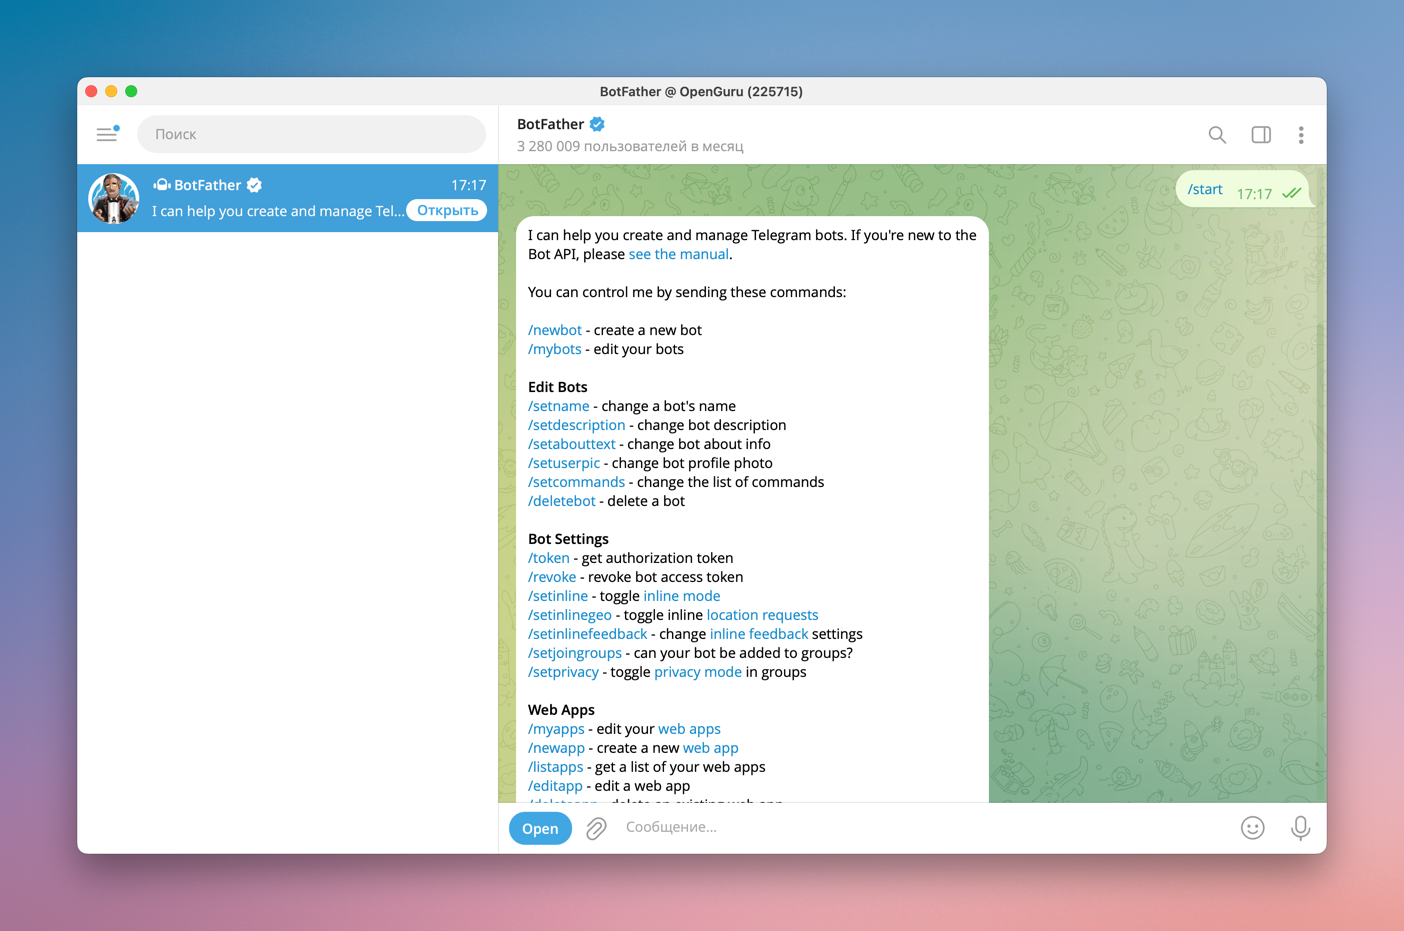 BotFather @ OpenGuru (225715)
Поиск
BotFather
17:17
I can help you create and manage Tel...
Открыть
BotFather
3 280 009 пользователей в месяц
/start 17:17
I can help you create and manage Telegram bots. If you're new to the
Bot API, please see the manual.
You can control me by sending these commands:
/newbot - create a new bot
/mybots - edit your bots
Edit Bots
/setname - change a bot's name
/setdescription - change bot description
/setabouttext - change bot about info
/setuserpic - change bot profile photo
/setcommands - change the list of commands
/deletebot - delete a bot
Bot Settings
/token - get authorization token
/revoke - revoke bot access token
/setinline - toggle inline mode
/setinlinegeo - toggle inline location requests
/setinlinefeedback - change inline feedback settings
/setjoingroups - can your bot be added to groups?
/setprivacy - toggle privacy mode in groups
Web Apps
/myapps - edit your web apps
/newapp - create a new web app
/listapps - get a list of your web apps
/editapp - edit a web app
/deleteapp - delete an existing web app
Open
Сообщение...